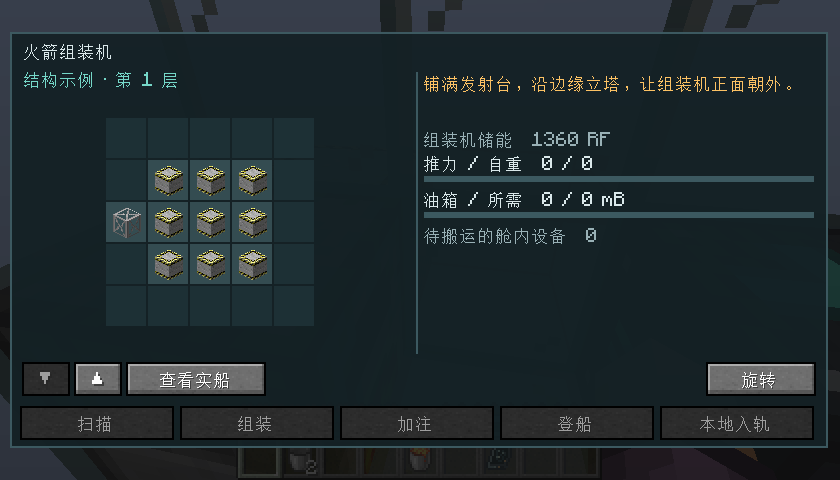 火箭组装机
结构示例·第 1 层
铺满发射台，沿边缘立塔，让组装机正面朝外。
组装机储能 1360 RF
推力 / 自重 0 / 0
油箱 / 所需 0 / 0 mB
待搬运的舱内设备 0
查看实船
旋转
扫描
组装
加注
登船
本地入轨
2